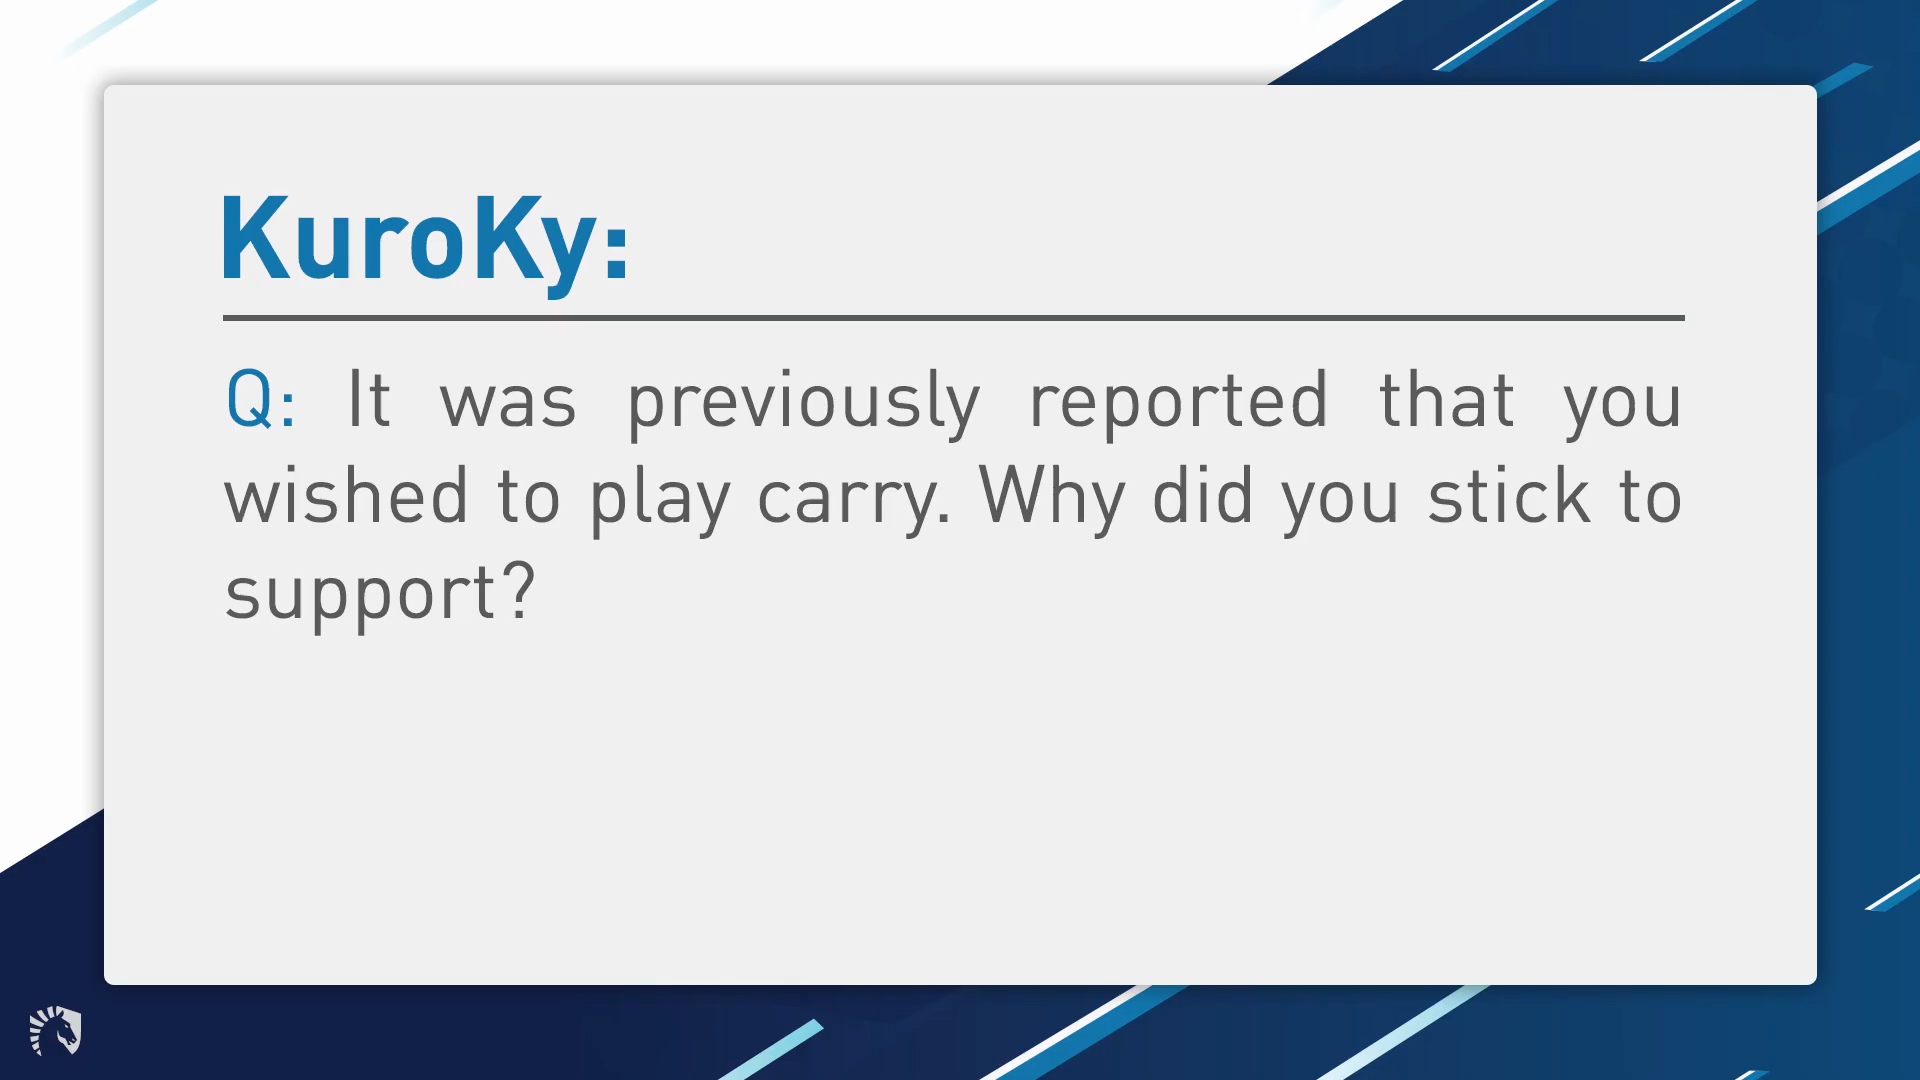 KuroKy:
Q: It was previously reported that you
wished to play carry. Why did you stick to
support?